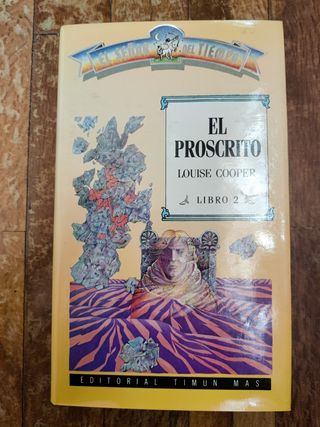 EL SEÑOR DEL TIEMPO
EL
PROSCRITO
LOUISE COOPER
LIBRO 2
EDITORIAL TIMUN MAS